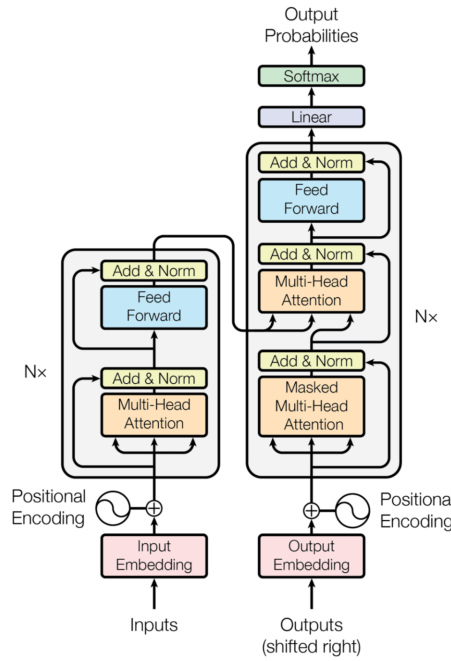 Output
Probabilities
Softmax
Linear
Add & Norm
Feed
Forward
Add & Norm
Multi-Head
Attention
N×
Add & Norm
Masked
Multi-Head
Attention
Positional
Encoding
Output
Embedding
Outputs
(shifted right)
Add & Norm
Feed
Forward
N×
Add & Norm
Multi-Head
Attention
Positional
Encoding
Input
Embedding
Inputs